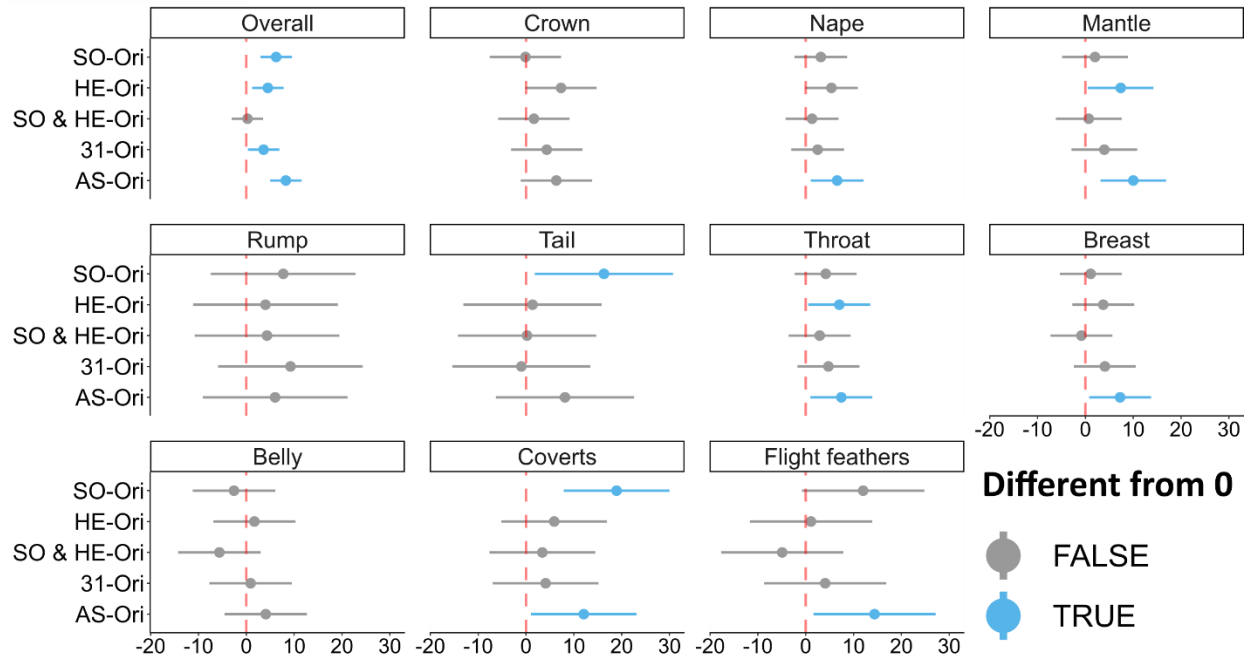 Overall Crown Nape Mantle
SO-Ori
HE-Ori
SO & HE-Ori
31-Ori
AS-Ori
Rump Tail Throat Breast
SO-Ori
HE-Ori
SO & HE-Ori
31-Ori
AS-Ori
-20 -10 0 10 20 30
Belly Coverts Flight feathers
SO-Ori
HE-Ori
SO & HE-Ori
31-Ori
AS-Ori
-20 -10 0 10 20 30 -20 -10 0 10 20 30 -20 -10 0 10 20 30
Different from 0
FALSE
TRUE